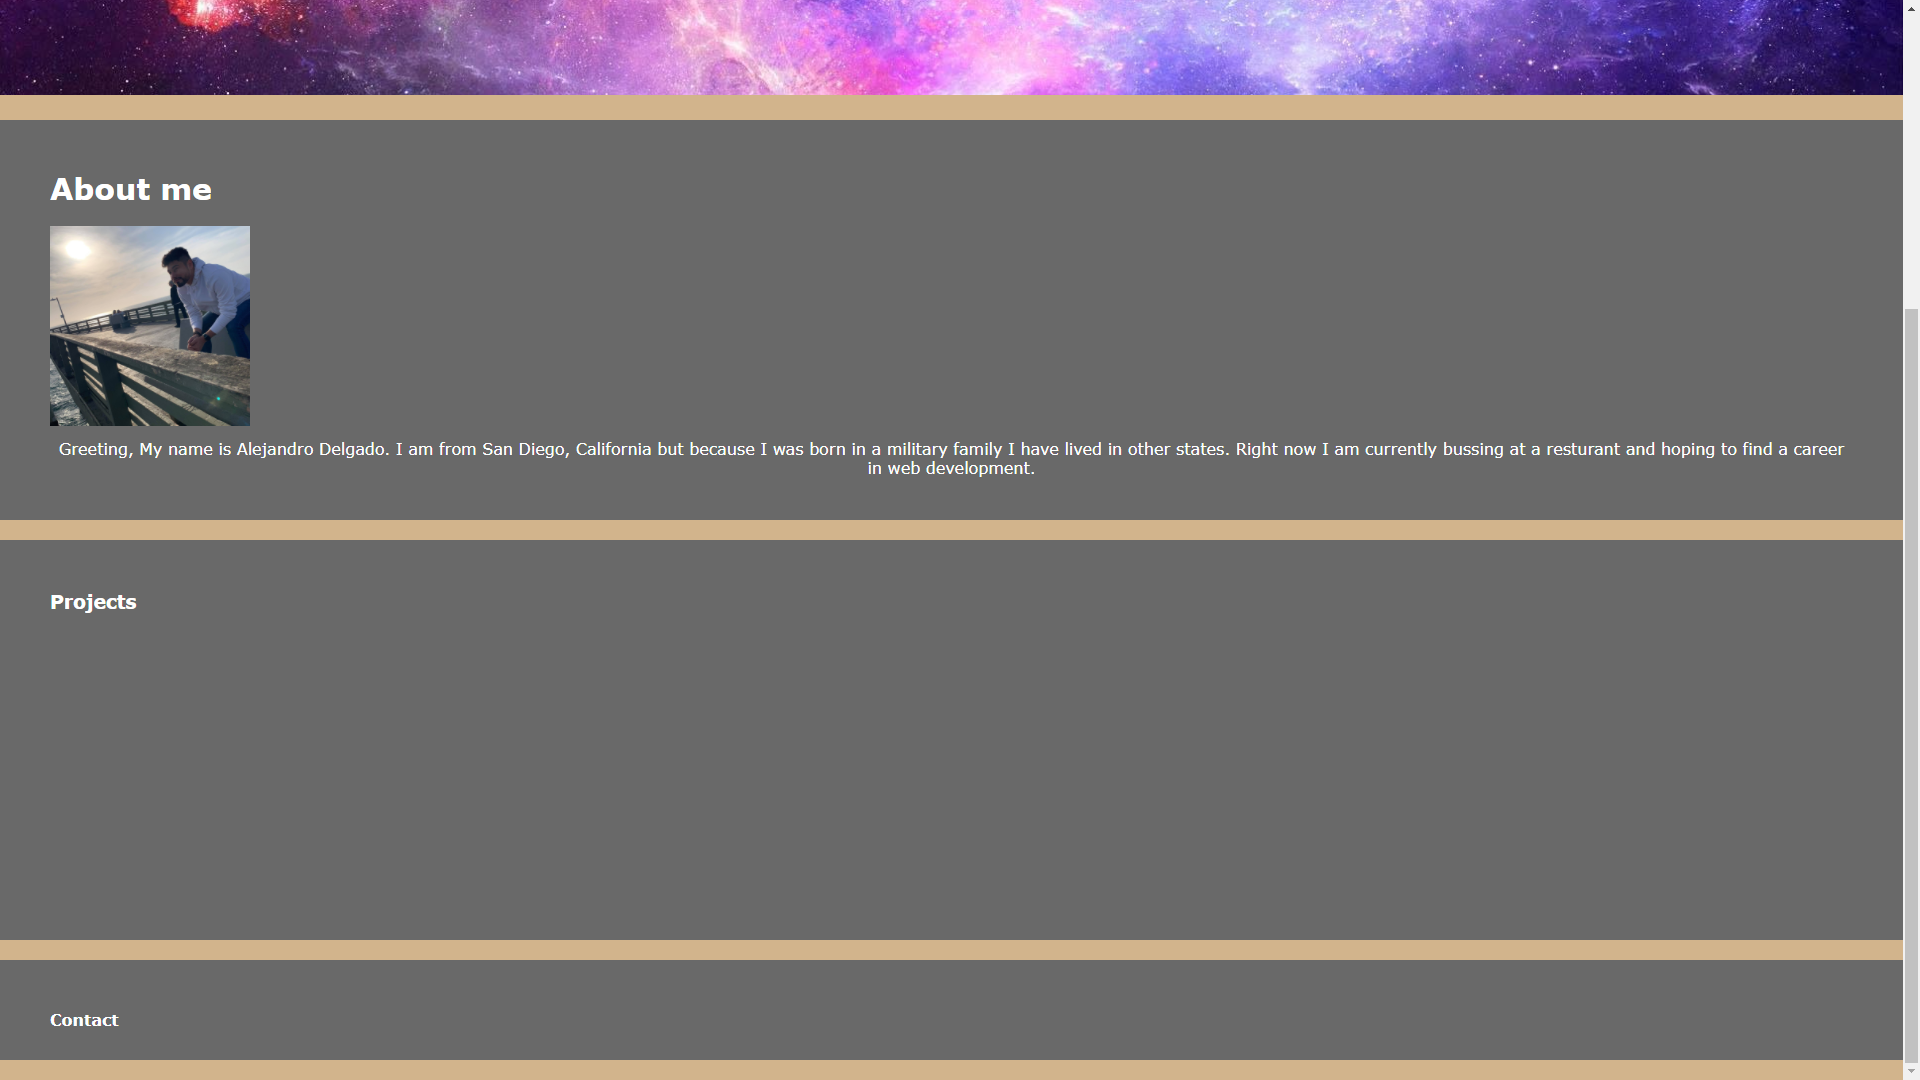 About me
Greeting, My name is Alejandro Delgado. I am from San Diego, California but because I was born in a military family I have lived in other states. Right now I am currently bussing at a resturant and hoping to find a career
in web development.
Projects
Contact